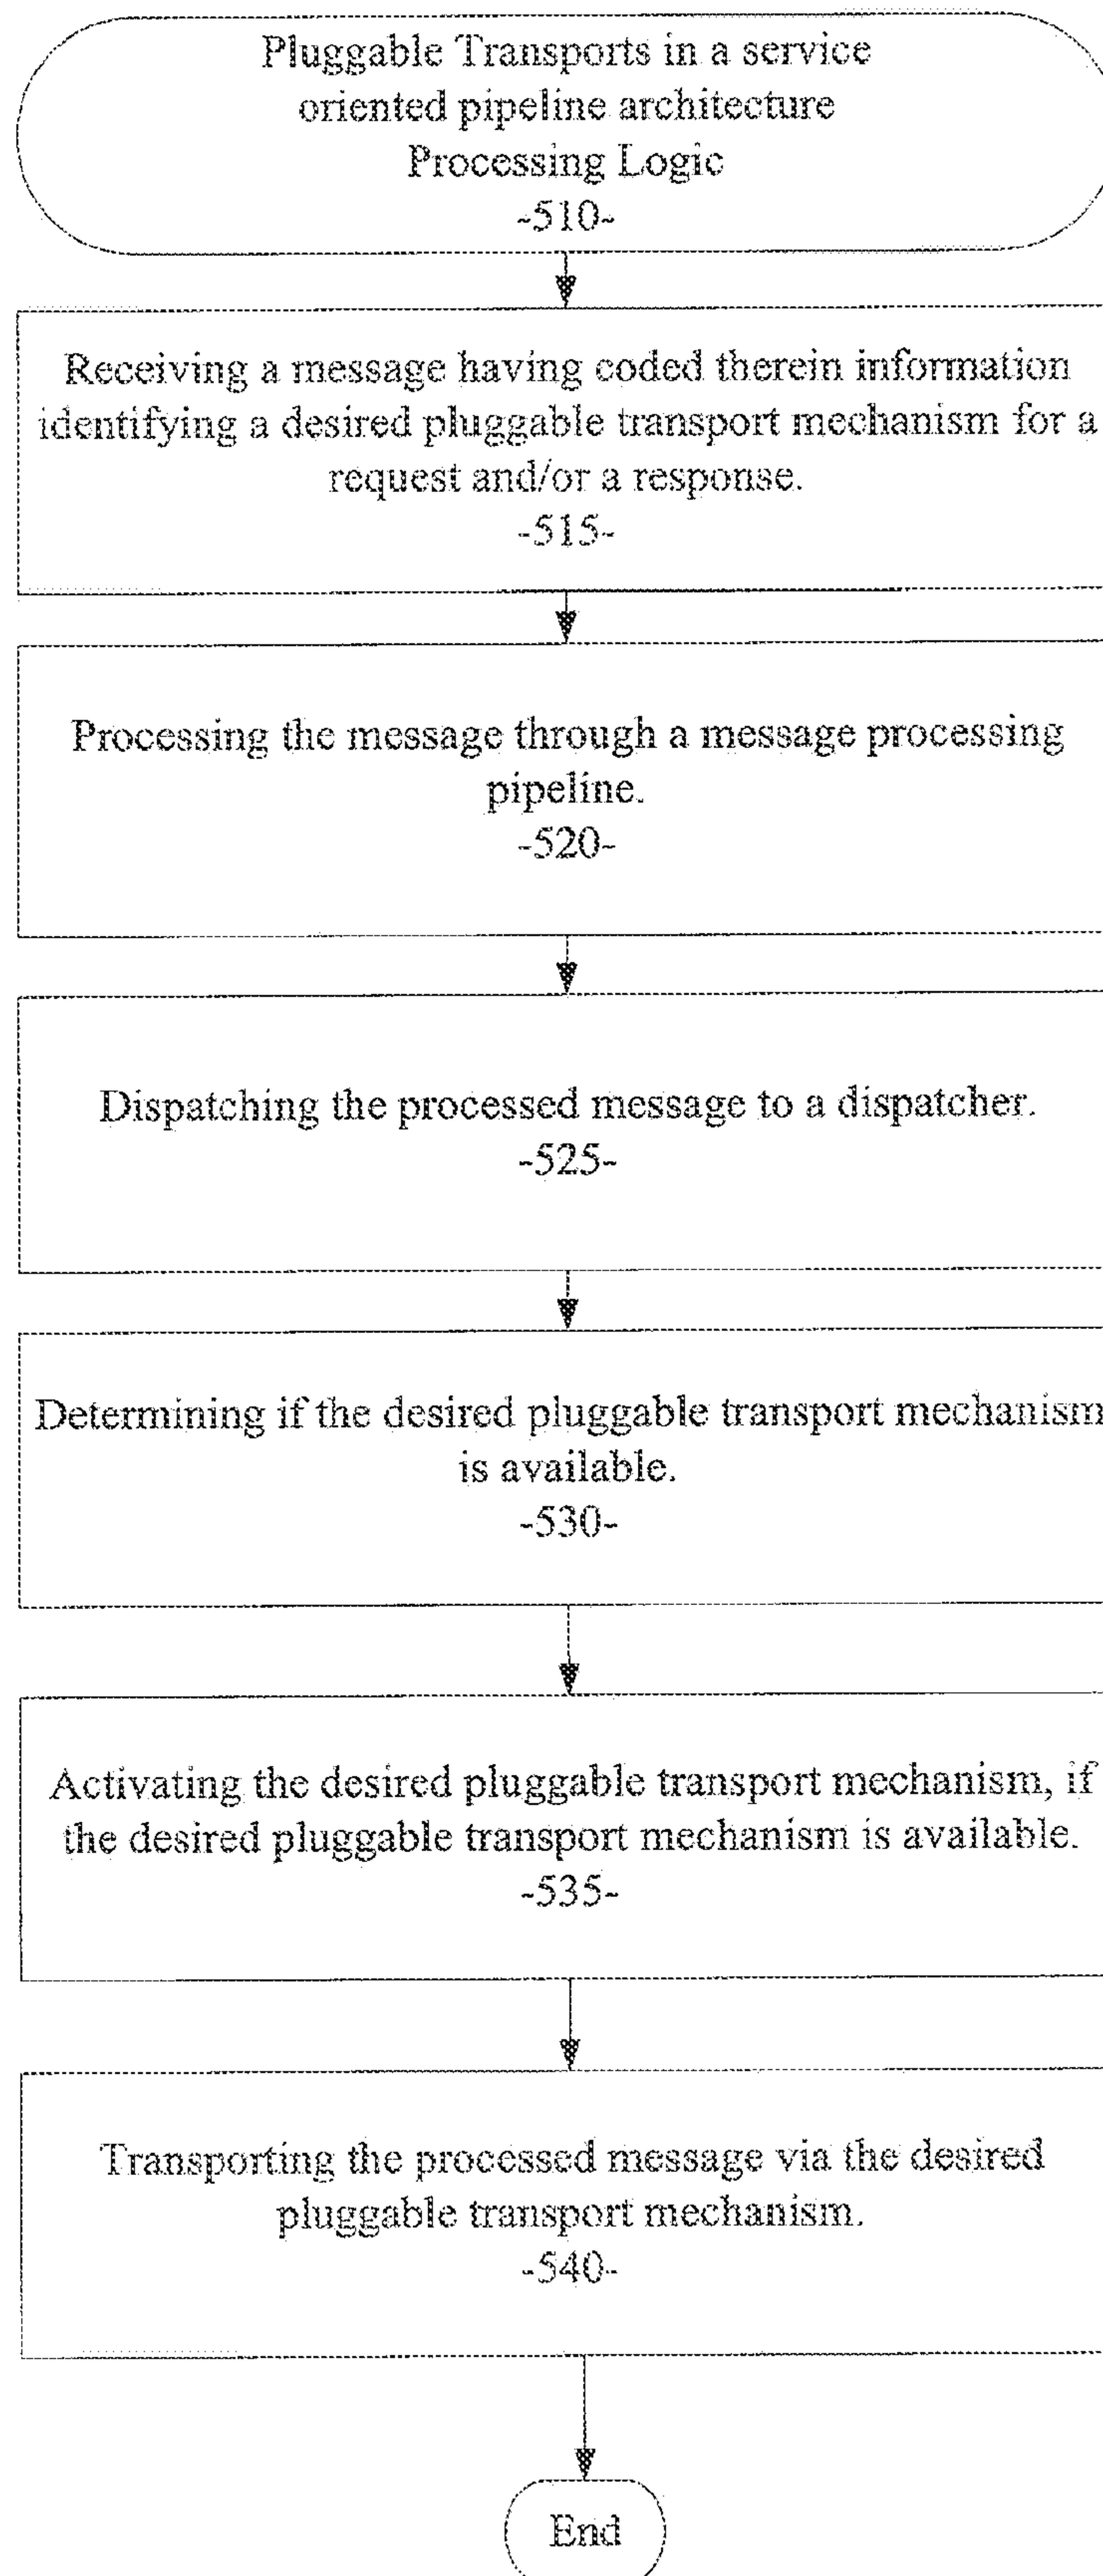 Pluggable Transports in a service
oriented pipeline architecture
Processing Logic
-510-
Receiving a message having coded therein information
identifying a desired pluggable transport mechanism for a
request and/or a response.
-515-
Processing the message through a message processing
pipeline.
-520-
Dispatching the processed message to a dispatcher.
-525-
Determining if the desired pluggable transport mechanism
is available.
-530-
Activating the desired pluggable transport mechanism, if
the desired pluggable transport mechanism is available.
-535-
Transporting the processed message via the desired
pluggable transport mechanism.
-540-
End